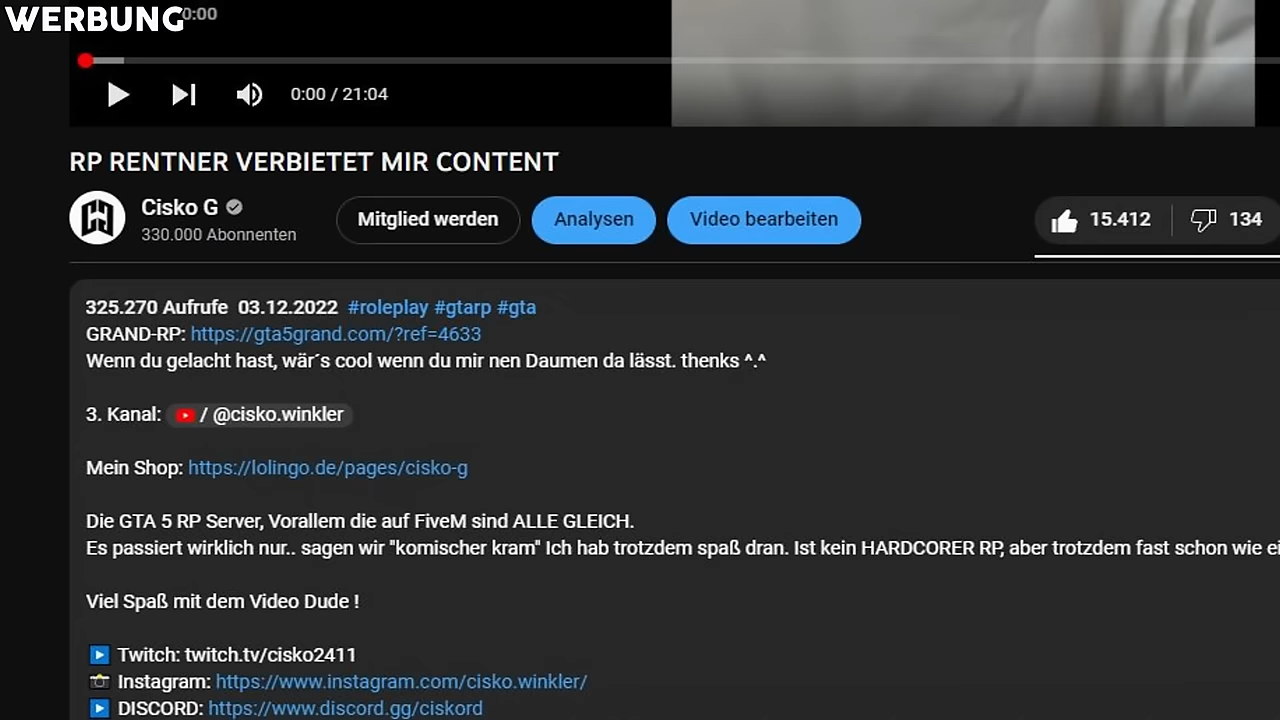 WERBUNG
0:00
0:00 / 21:04
RP RENTNER VERBIETET MIR CONTENT
Cisko G
330.000 Abonnenten
Mitglied werden
Analysen
Video bearbeiten
15.412
134
325.270 Aufrufe 03.12.2022 #roleplay #gtarp #gta
GRAND-RP: https://gta5grand.com/?ref=4633
Wenn du gelacht hast, wär´s cool wenn du mir nen Daumen da lässt. thenks ^.^
3. Kanal: / @cisko.winkler
Mein Shop: https://lolingo.de/pages/cisko-g
Die GTA 5 RP Server, Vorallem die auf FiveM sind ALLE GLEICH.
Es passiert wirklich nur.. sagen wir "komischer kram" Ich hab trotzdem spaß dran. Ist kein HARDCORER RP, aber trotzdem fast schon wie ei
Viel Spaß mit dem Video Dude !
Twitch: twitch.tv/cisko2411
Instagram: https://www.instagram.com/cisko.winkler/
DISCORD: https://www.discord.gg/ciskord